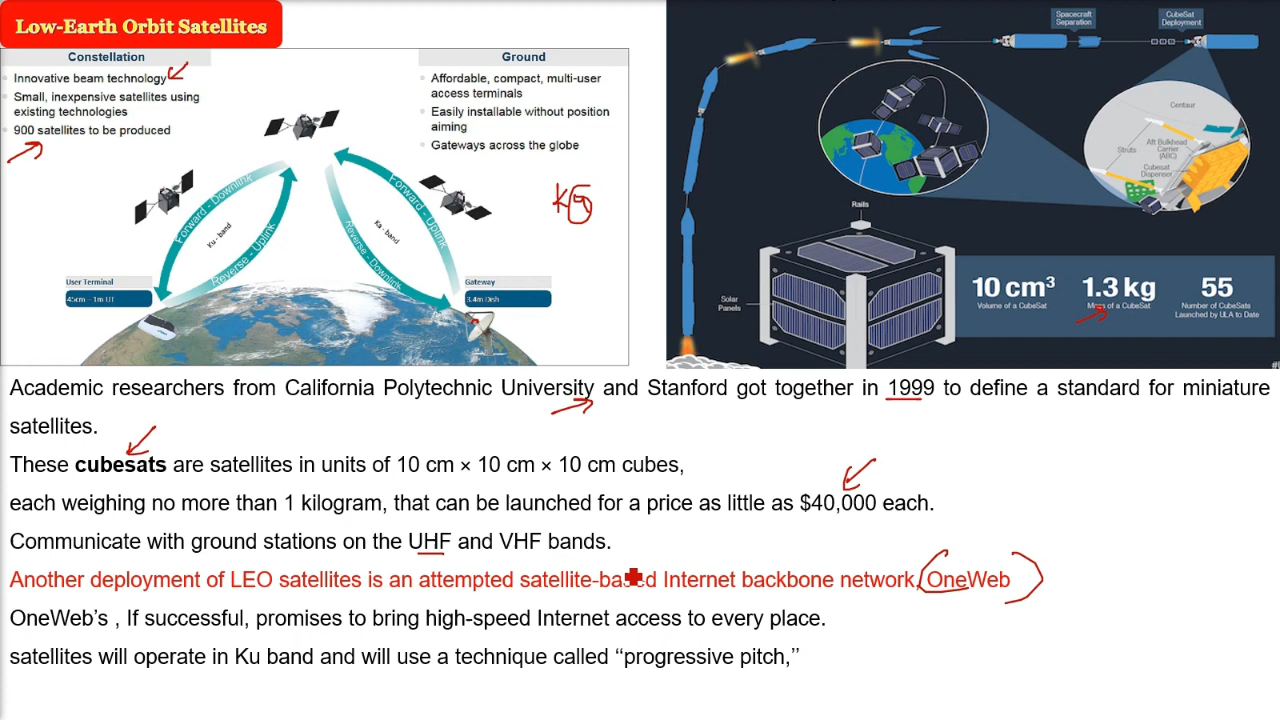 Low-Earth Orbit Satellites
Constellation
Innovative beam technology
Small, inexpensive satellites using
existing technologies
900 satellites to be produced
Ground
Affordable, compact, multi-user
access terminals
Easily installable without position
aiming
Gateways across the globe
Forward - Downlink
Ku - band
Reverse - Uplink
Forward - Uplink
Ka - band
Reverse - Downlink
User Terminal
45cm – 1m UT
Gateway
3.4m Dish
Spacecraft
Separation
CubeSat
Deployment
Centaur
Struts
Aft Bulkhead
Carrier
(ABC)
Cubesat
Dispenser
Rails
Solar
Panels
10 cm³
Volume of a CubeSat
1.3 kg
Mass of a CubeSat
55
Number of CubeSats
Launched by ULA to Date
Academic researchers from California Polytechnic University and Stanford got together in 1999 to define a standard for miniature
satellites.
These cubesats are satellites in units of 10 cm × 10 cm × 10 cm cubes,
each weighing no more than 1 kilogram, that can be launched for a price as little as $40,000 each.
Communicate with ground stations on the UHF and VHF bands.
Another deployment of LEO satellites is an attempted satellite-based Internet backbone network, OneWeb
OneWeb's , If successful, promises to bring high-speed Internet access to every place.
satellites will operate in Ku band and will use a technique called ‘‘progressive pitch,’’